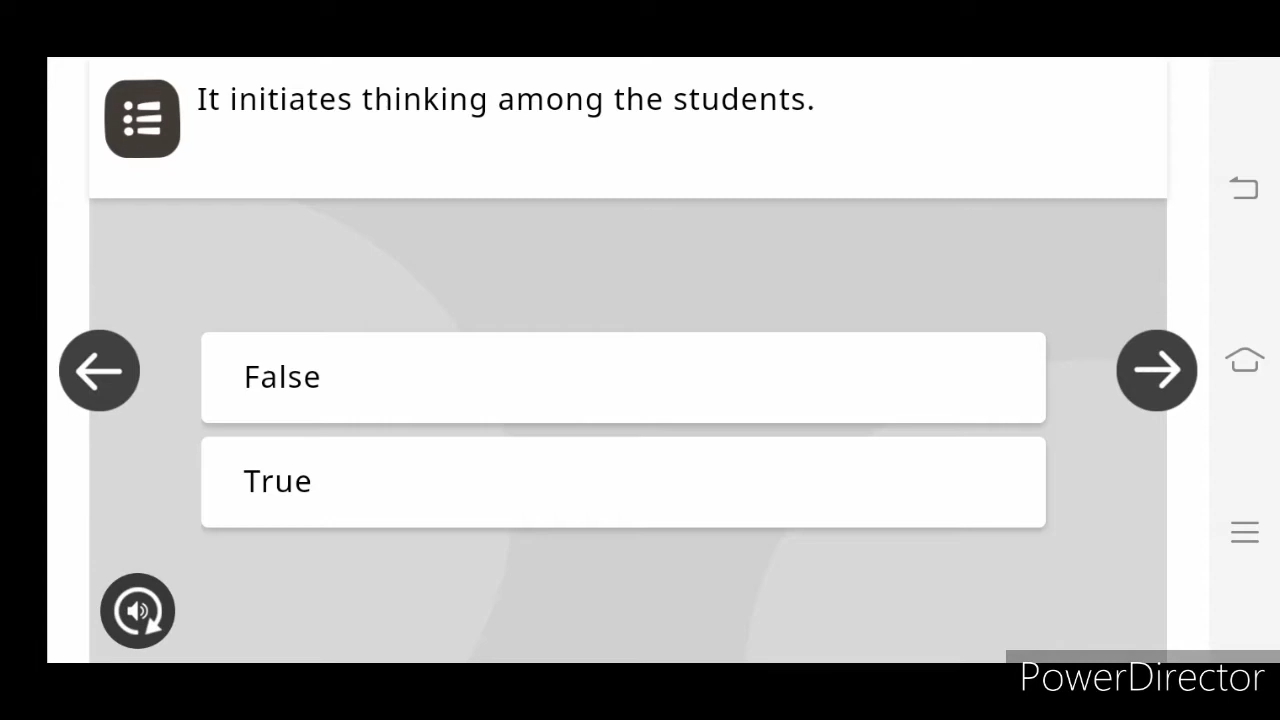 It initiates thinking among the students.
False
True
PowerDirector